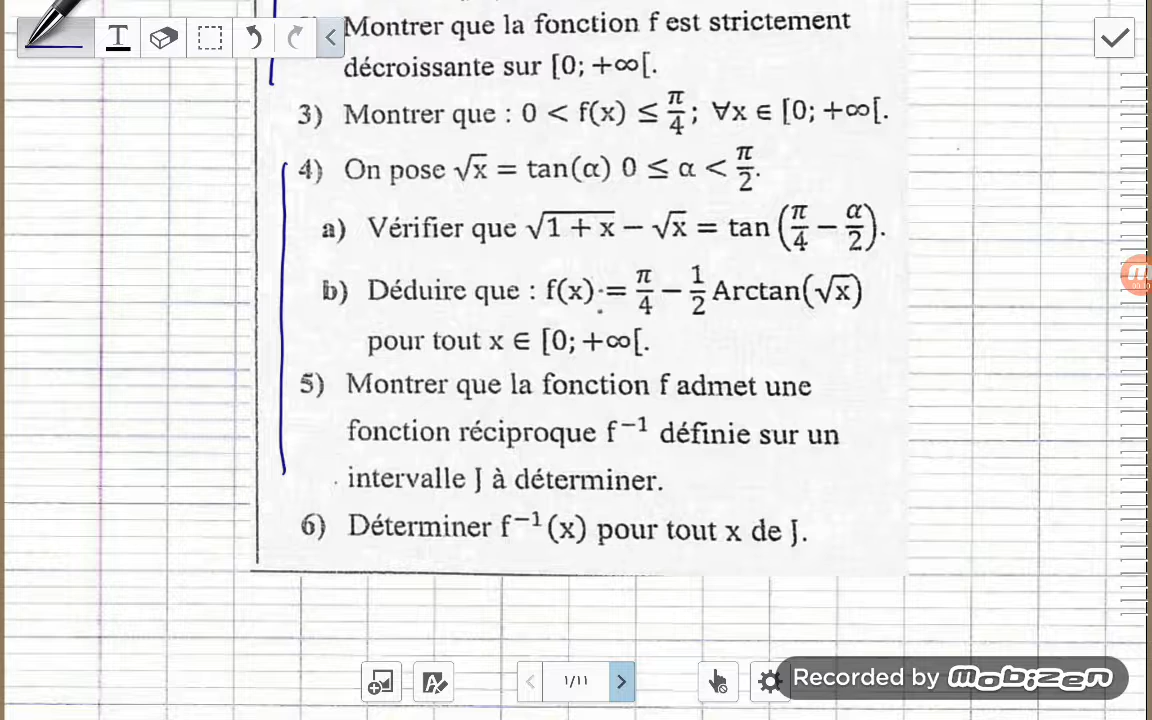 Montrer que la fonction f est strictement
décroissante sur [0; +∞[.
3) Montrer que : 0 < f(x) ≤ π/4; ∀x ∈ [0; +∞[.
4) On pose √x = tan(α) 0 ≤ α < π/2.
a) Vérifier que √(1 + x) − √x = tan(π/4 − α/2).
b) Déduire que : f(x) = π/4 − 1/2 Arctan(√x)
pour tout x ∈ [0; +∞[.
5) Montrer que la fonction f admet une
fonction réciproque f⁻¹ définie sur un
intervalle J à déterminer.
6) Déterminer f⁻¹(x) pour tout x de J.
1/11
Recorded by mobizen